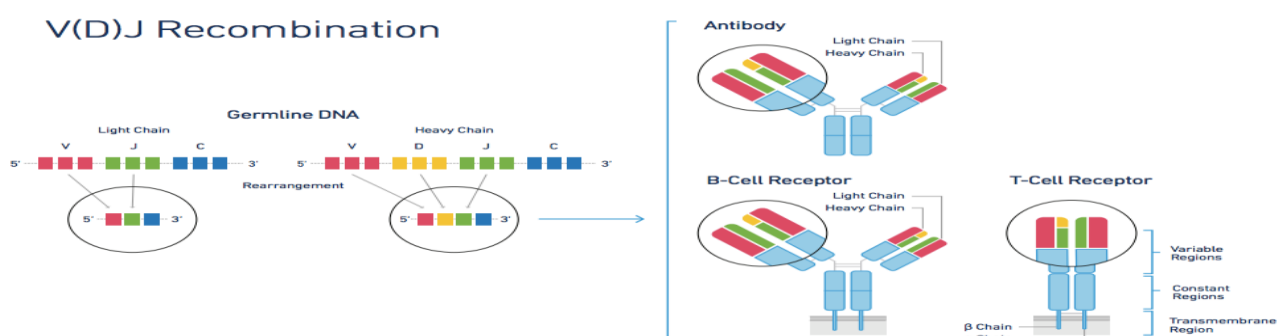 V(D)J Recombination
Germline DNA
Light Chain
Heavy Chain
V J C
V D J C
5' 3' 5' 3'
Rearrangement
5' 3'
5' 3'
Antibody
Light Chain
Heavy Chain
B-Cell Receptor
Light Chain
Heavy Chain
T-Cell Receptor
Variable
Regions
Constant
Regions
Transmembrane
Region
β Chain